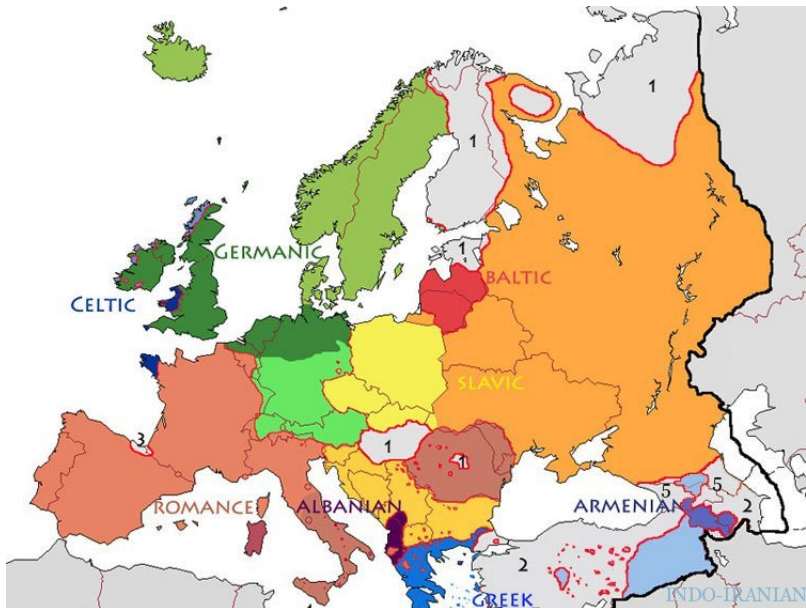 1
1
GERMANIC
1
CELTIC
BALTIC
SLAVIC
3
1
1
ROMANCE
ALBANIAN
5
5
ARMENIAN
2
2
GREEK
INDO-IRANIAN